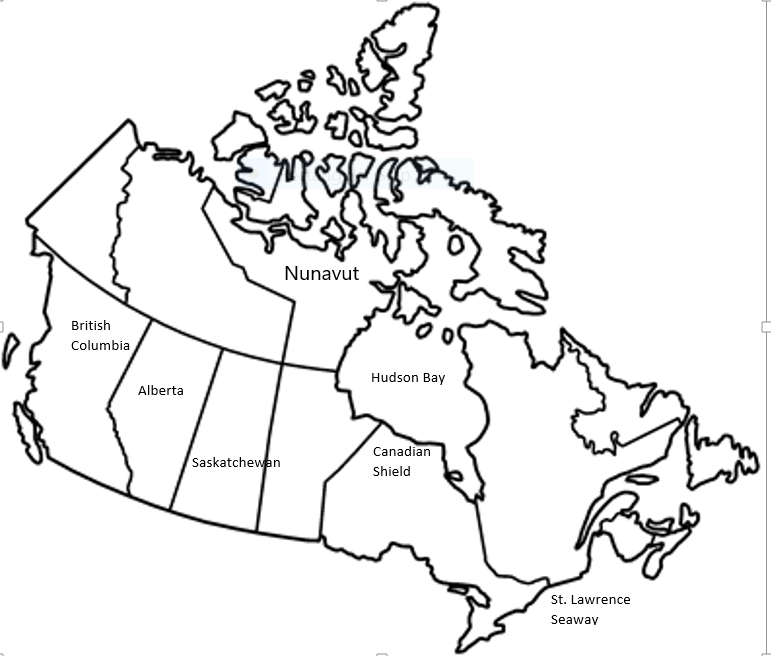 Nunavut
British
Columbia
Alberta
Hudson Bay
Saskatchewan
Canadian
Shield
St. Lawrence
Seaway